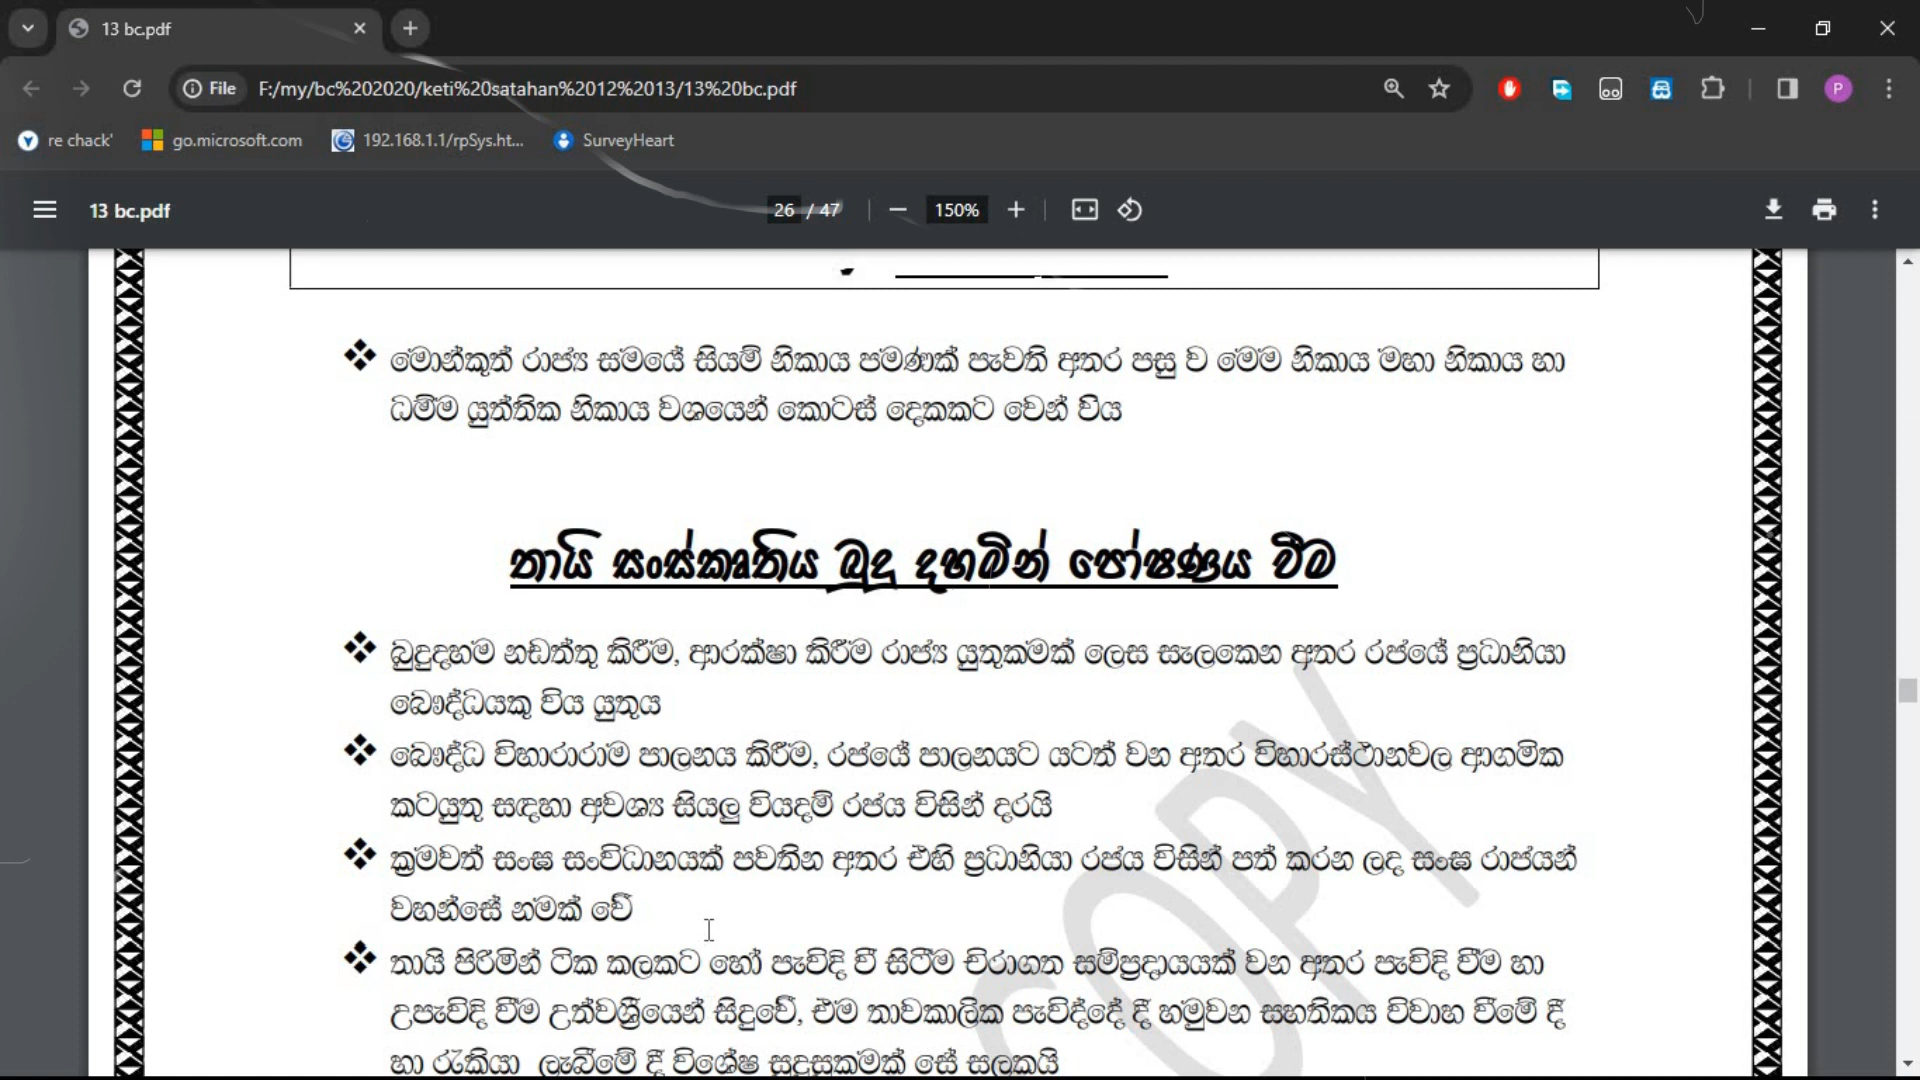 13 bc.pdf
File F:/my/bc%202020/keti%20satahan%2012%2013/13%20bc.pdf
P
re chack'
go.microsoft.com
192.168.1.1/rpSys.ht...
SurveyHeart
13 bc.pdf
26 / 47
150%
මොන්කුත් රාජ්‍ය සමයේ සියම් නිකාය පමණක් පැවති අතර පසු ව මෙම නිකාය මහා නිකාය හා
ධම්ම යුත්තික නිකාය වශයෙන් කොටස් දෙකකට වෙන් විය
තායි සංස්කෘතිය බුදු දහමින් පෝෂණය වීම
බුදුදහම නඩත්තු කිරීම, ආරක්ෂා කිරීම රාජ්‍ය යුතුකමක් ලෙස සැලකෙන අතර රජයේ ප්‍රධානියා
බෞද්ධයකු විය යුතුය
බෞද්ධ විහාරාරාම පාලනය කිරීම, රජයේ පාලනයට යටත් වන අතර විහාරස්ථානවල ආගමික
කටයුතු සඳහා අවශ්‍ය සියලු වියදම් රජය විසින් දරයි
ක්‍රමවත් සංඝ සංවිධානයක් පවතින අතර එහි ප්‍රධානියා රජය විසින් පත් කරන ලද සංඝ රාජයන්
වහන්සේ නමක් වේ
තායි පිරිමින් ටික කලකට හෝ පැවිදි වී සිටීම චිරාගත සම්ප්‍රදායයක් වන අතර පැවිදි වීම හා
උපැවිදි වීම උත්වශ්‍රීයෙන් සිදුවේ, එම තාවකාලික පැවිද්දේ දී හමුවන සහතිකය විවාහ වීමේ දී
හා රැකියා ලැබීමේ දී විශේෂ සුදුසුකමක් සේ සලකයි
COPY